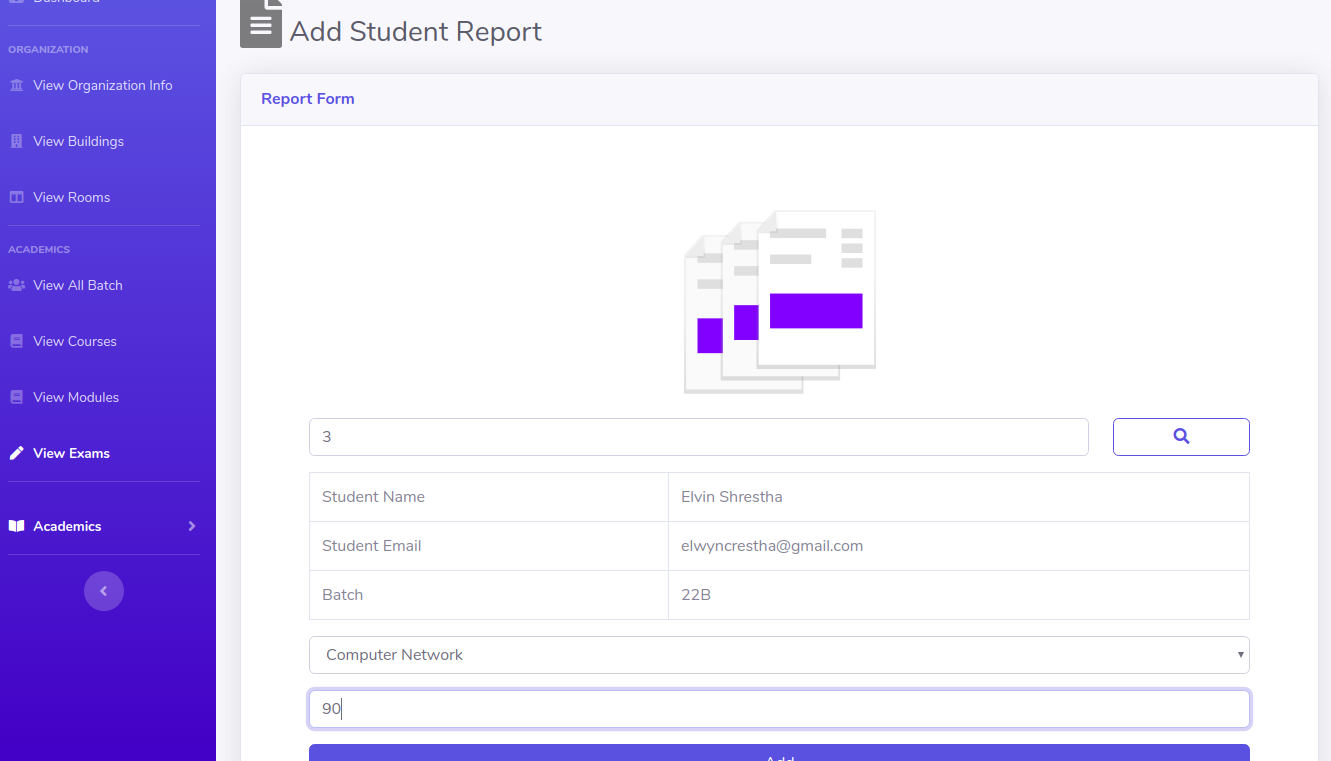 Dashboard
ORGANIZATION
View Organization Info
View Buildings
View Rooms
ACADEMICS
View All Batch
View Courses
View Modules
View Exams
Academics
Add Student Report
Report Form
3
Student Name Elvin Shrestha
Student Email elwyncrestha@gmail.com
Batch 22B
Computer Network
90
Add